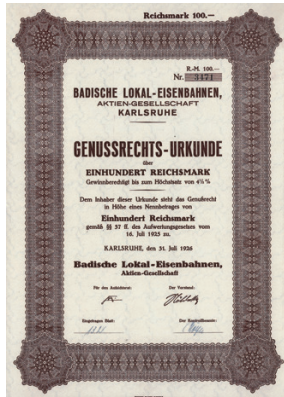 Reichsmark 100.—
R.-M. 100.—
Nr. 3471
BADISCHE LOKAL-EISENBAHNEN,
AKTIEN-GESELLSCHAFT
KARLSRUHE
GENUSSRECHTS-URKUNDE
über
EINHUNDERT REICHSMARK
Gewinnberechtigt bis zum Höchstsatz von 4½%
Dem Inhaber dieser Urkunde steht das Genußrecht
in Höhe eines Nennbetrages von
Einhundert Reichsmark
gemäß §§ 37 ff. des Aufwertungsgesetzes vom
16. Juli 1925 zu.
KARLSRUHE, den 31. Juli 1926
Badische Lokal-Eisenbahnen,
Aktien-Gesellschaft
Für den Aufsichtsrat:
Der Vorstand:
Eingetragen Blatt:
Der Kontrollbeamte: